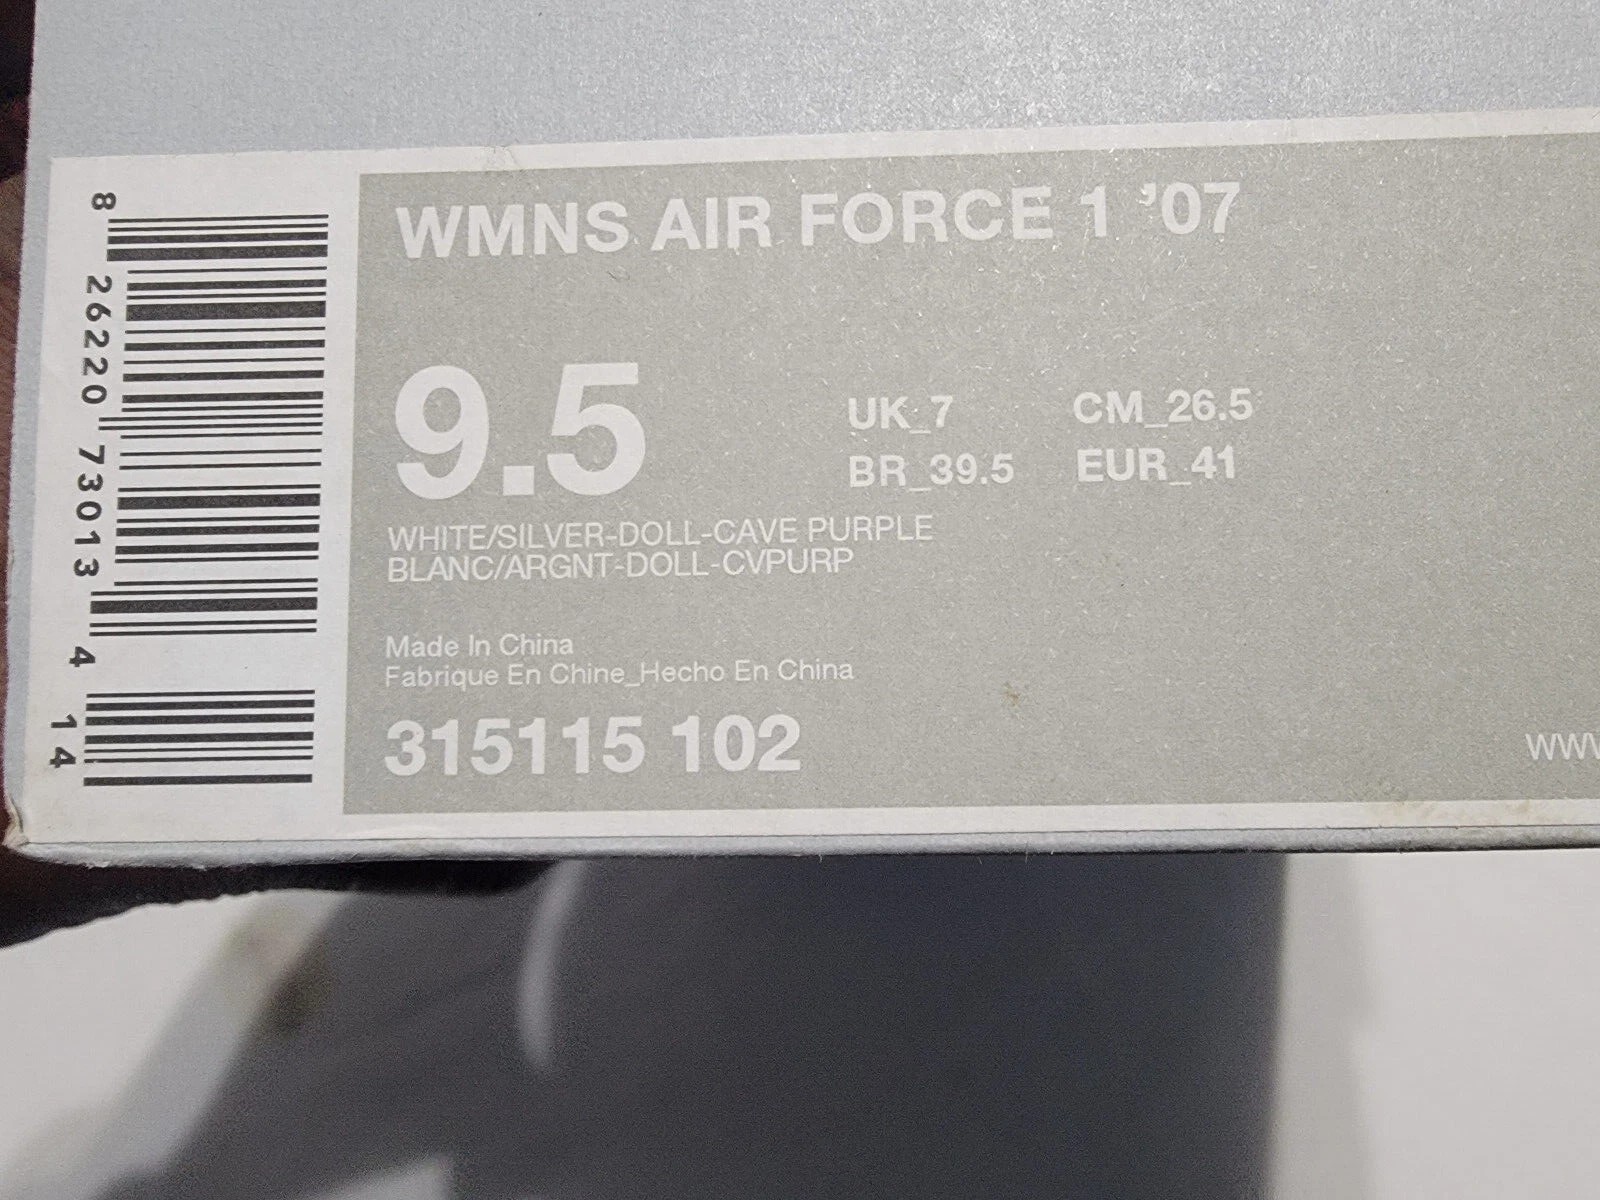 WMNS AIR FORCE 1 '07
9.5
UK_7 CM_26.5
BR_39.5 EUR_41
WHITE/SILVER-DOLL-CAVE PURPLE
BLANC/ARGNT-DOLL-CVPURP
Made In China
Fabrique En Chine_Hecho En China
315115 102
8 26220 73013 4
14